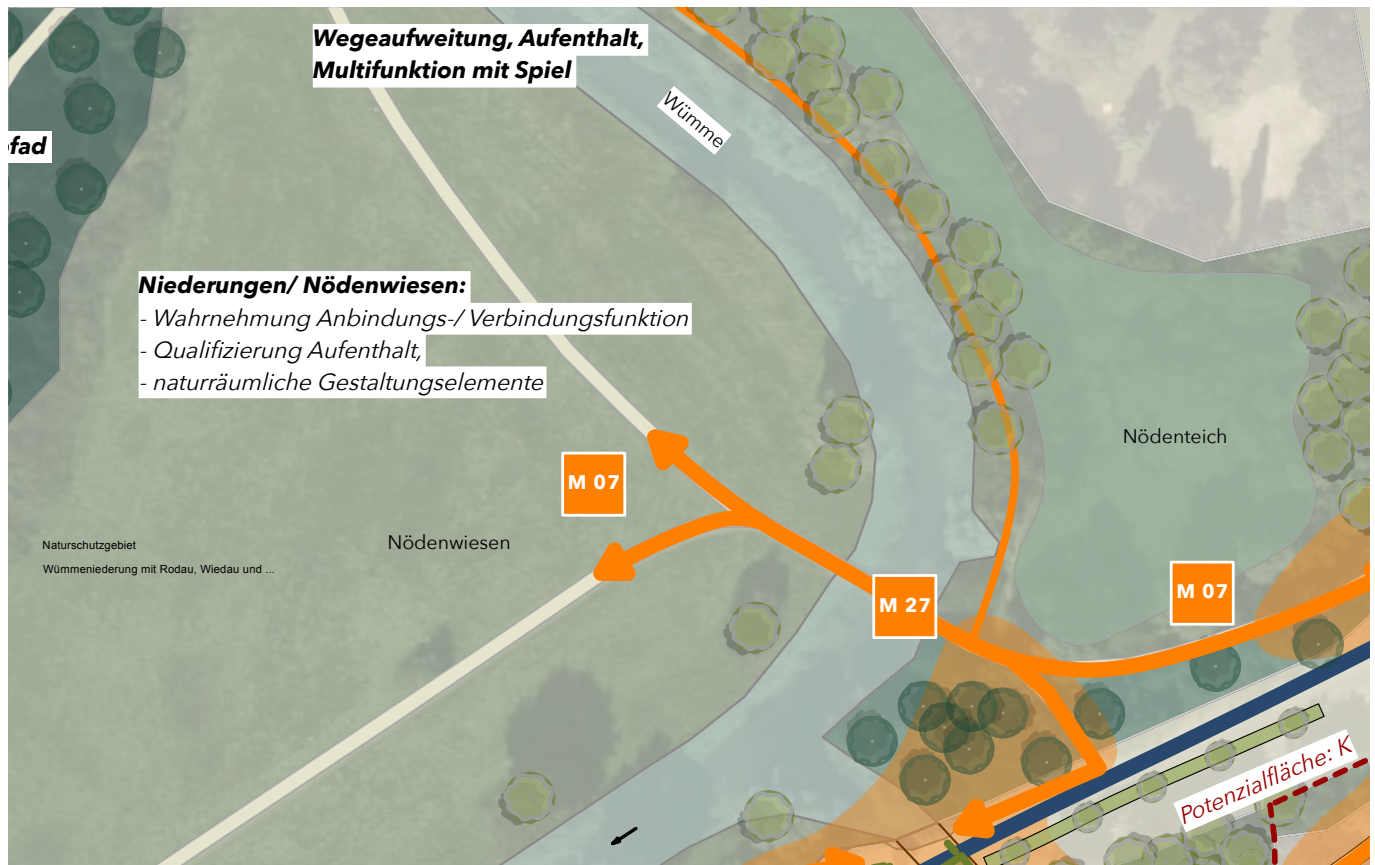 Wegeaufweitung, Aufenthalt,
Multifunktion mit Spiel
Wümme
Niederungen/ Nödenwiesen:
- Wahrnehmung Anbindungs-/ Verbindungsfunktion
- Qualifizierung Aufenthalt,
- naturräumliche Gestaltungselemente
Nödenteich
M 07
Nödenwiesen
Naturschutzgebiet
Wümmeniederung mit Rodau, Wiedau und ...
M 27
M 07
Potenzialfläche: K